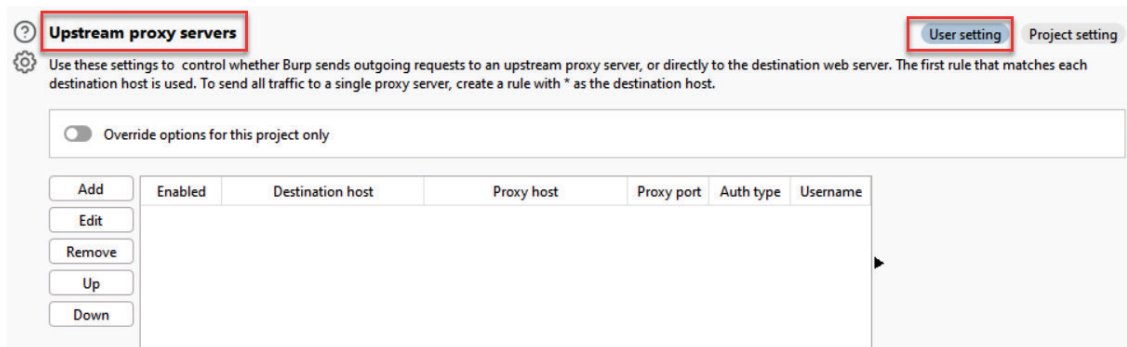 Upstream proxy servers
User setting
Project setting
Use these settings to control whether Burp sends outgoing requests to an upstream proxy server, or directly to the destination web server. The first rule that matches each
destination host is used. To send all traffic to a single proxy server, create a rule with * as the destination host.
Override options for this project only
Add
Edit
Remove
Up
Down
Enabled
Destination host
Proxy host
Proxy port
Auth type
Username